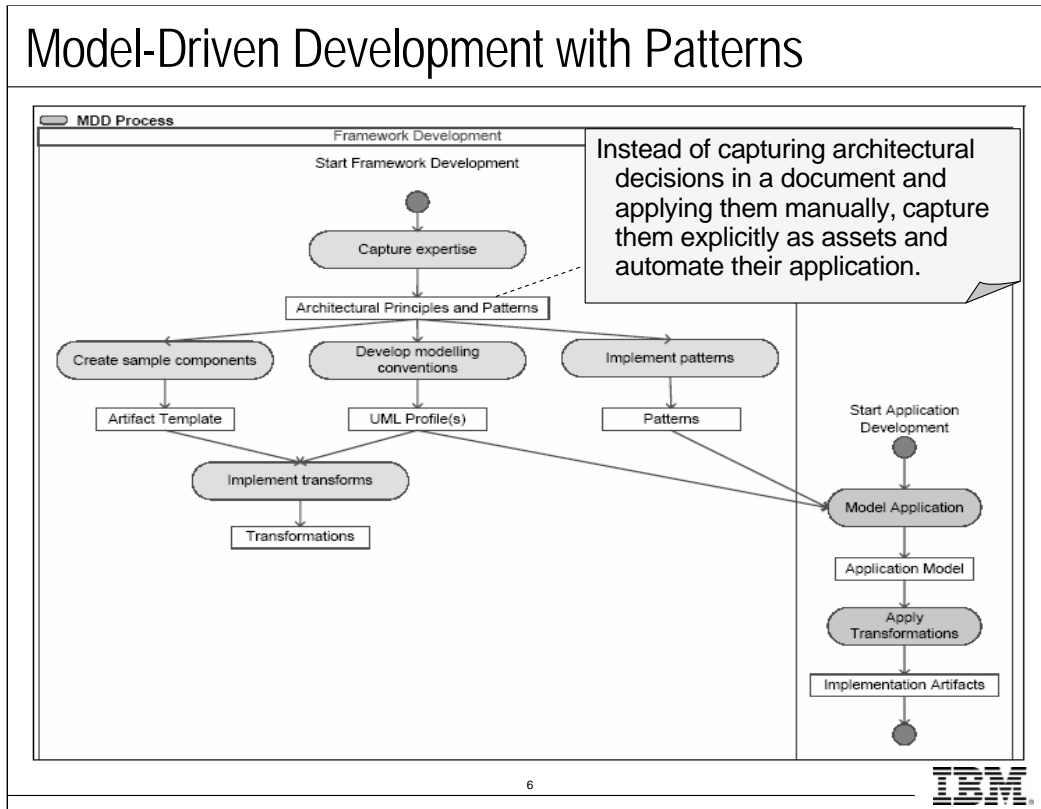 Model-Driven Development with Patterns
MDD Process
Framework Development
Start Framework Development
Instead of capturing architectural
decisions in a document and
applying them manually, capture
them explicitly as assets and
automate their application.
Capture expertise
Architectural Principles and Patterns
Create sample components
Develop modelling
conventions
Implement patterns
Artifact Template
UML Profile(s)
Patterns
Start Application
Development
Implement transforms
Model Application
Transformations
Application Model
Apply
Transformations
Implementation Artifacts
6
IBM®